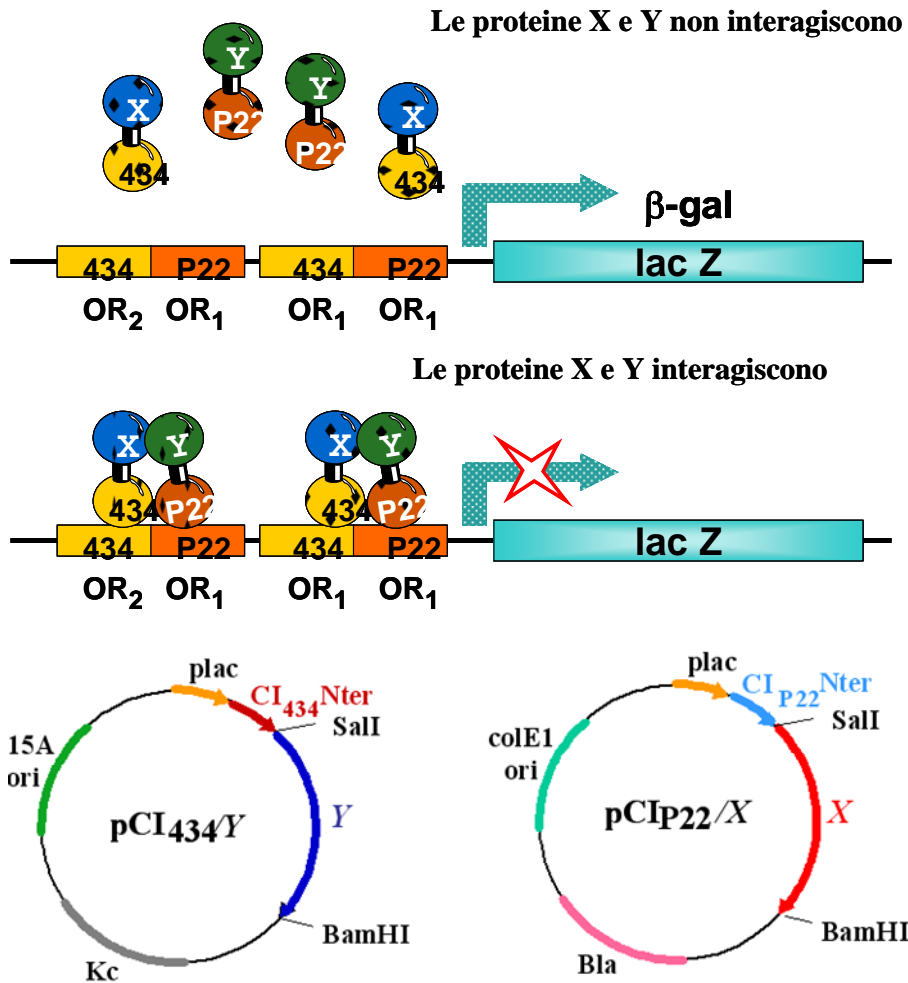 Le proteine X e Y non interagiscono
Y
X
Y
X
P22
P22
434
434
β-gal
434 P22 434 P22 lac Z
OR2 OR1 OR1 OR1
Le proteine X e Y interagiscono
X Y X Y
434 P22 434 P22
434 P22 434 P22 lac Z
OR2 OR1 OR1 OR1
plac
CI434Nter
SalI
15A
ori
pCI434/Y
Y
BamHI
Kc
plac
CIP22Nter
SalI
colE1
ori
pCIP22/X
X
BamHI
Bla